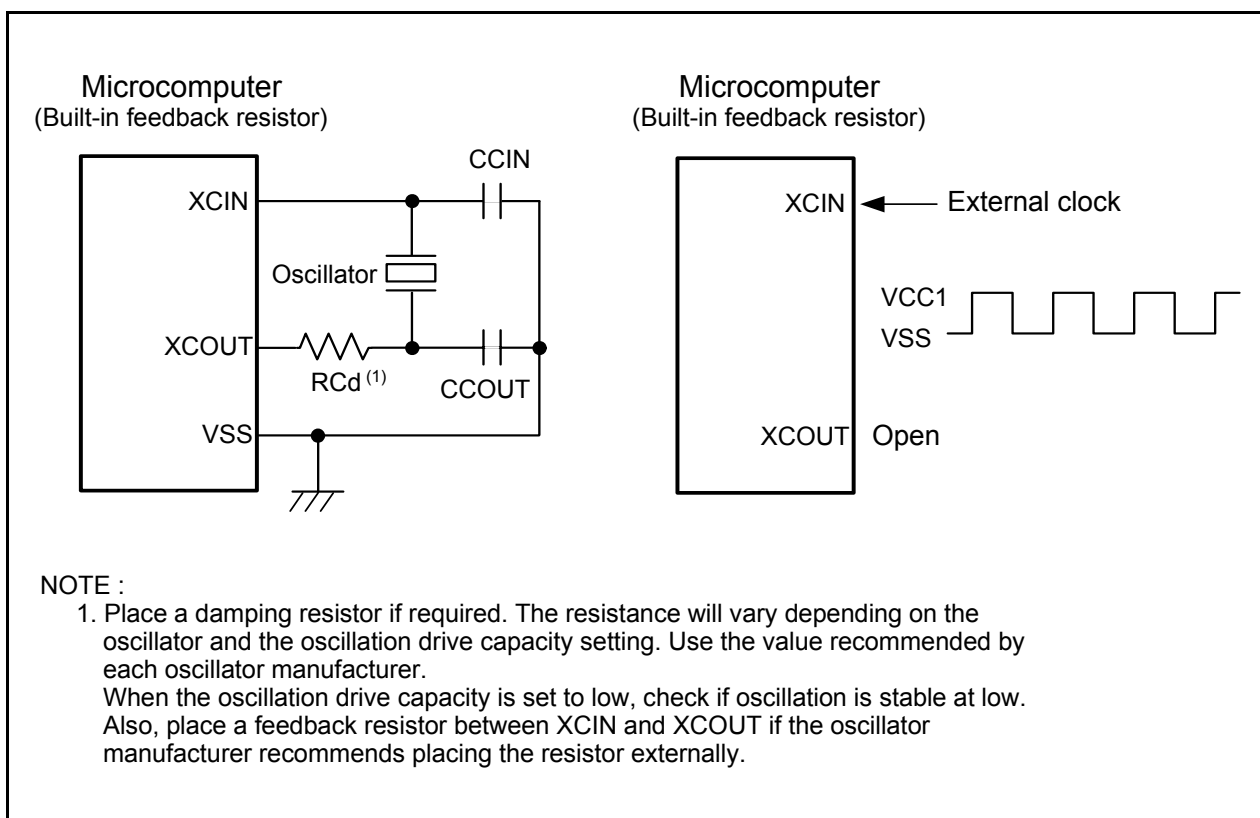 Microcomputer
(Built-in feedback resistor)
CCIN
XCIN
Oscillator
XCOUT
RCd (1)
CCOUT
VSS
Microcomputer
(Built-in feedback resistor)
XCIN
External clock
VCC1
VSS
XCOUT
Open
NOTE :
1. Place a damping resistor if required. The resistance will vary depending on the
oscillator and the oscillation drive capacity setting. Use the value recommended by
each oscillator manufacturer.
When the oscillation drive capacity is set to low, check if oscillation is stable at low.
Also, place a feedback resistor between XCIN and XCOUT if the oscillator
manufacturer recommends placing the resistor externally.